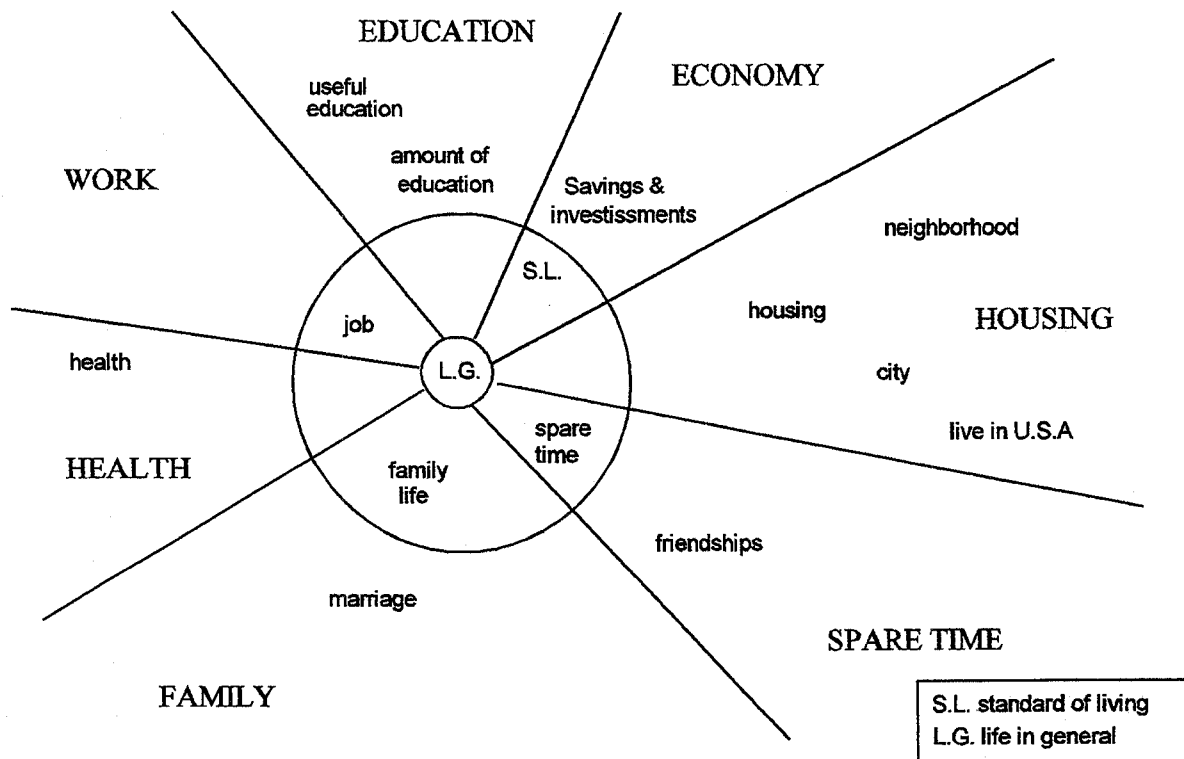 EDUCATION
ECONOMY
useful
education
amount of
education
WORK
Savings &
investissments
neighborhood
S.L.
housing
HOUSING
job
health
L.G.
city
spare
time
live in U.S.A
HEALTH
family
life
friendships
marriage
SPARE TIME
FAMILY
S.L. standard of living
L.G. life in general